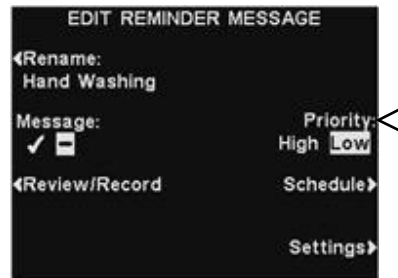 EDIT REMINDER MESSAGE
Rename:
Hand Washing
Message:
Priority:
High Low
Review/Record
Schedule
Settings